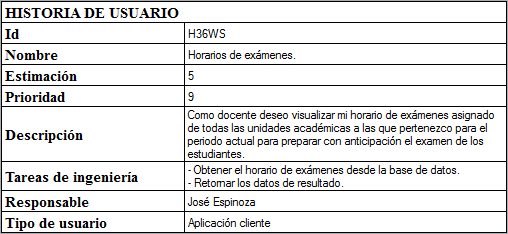 HISTORIA DE USUARIO
Id H36WS
Nombre Horarios de exámenes.
Estimación 5
Prioridad 9
Descripción Como docente deseo visualizar mi horario de exámenes asignado
de todas las unidades académicas a las que pertenezco para el
periodo actual para preparar con anticipación el examen de los
estudiantes.
Tareas de ingeniería - Obtener el horario de exámenes desde la base de datos.
- Retornar los datos de resultado.
Responsable José Espinoza
Tipo de usuario Aplicación cliente